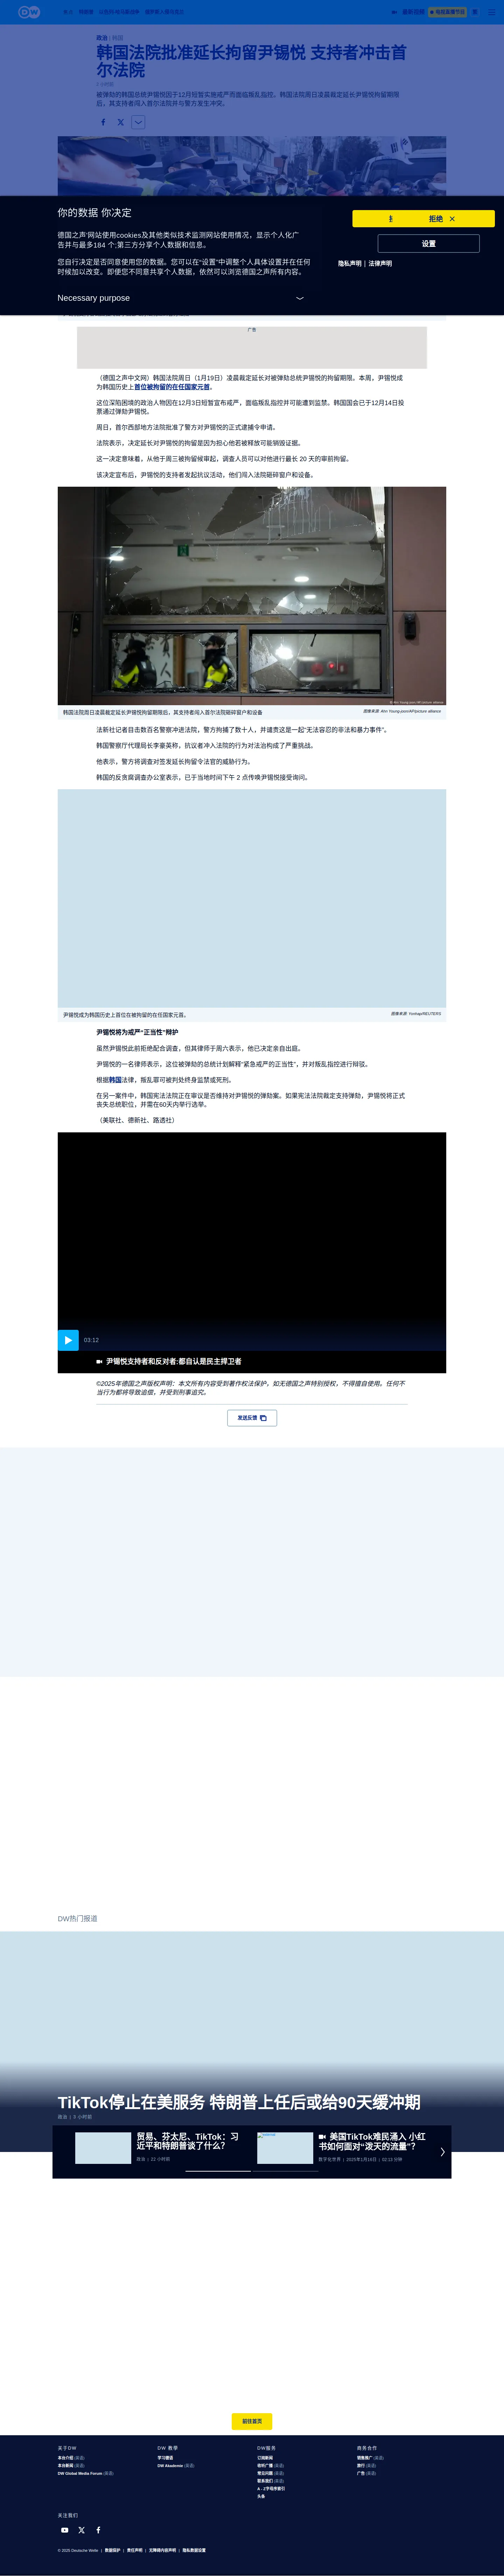 政治 | 韩国
韩国法院批准延长拘留尹锡悦 支持者冲击首
尔法院
被弹劾的韩国总统尹锡悦因于12月短暂实施戒严而面临叛乱指控。韩国法院周日凌晨裁定延长尹锡悦拘留期限
后，其支持者闯入首尔法院并与警方发生冲突。
你的数据 你决定
德国之声'网站使用cookies及其他类似技术监测网站使用情况，显示个人化广
告并与最多184 个;第三方分享个人数据和信息。
您自行决定是否同意使用您的数据。您可以在"设置"中调整个人具体设置并在任何
时候加以改变。即便您不同意共享个人数据，依然可以浏览德国之声所有内容。
Necessary purpose
拒绝
设置
隐私声明 | 法律声明
广告
（德国之声中文网）韩国法院周日（1月19日）凌晨裁定延长对被弹劾总统尹锡悦的拘留期限。本周，尹锡悦成
为韩国历史上首位被拘留的在任国家元首。
这位深陷困境的政治人物因在12月3日短暂宣布戒严，面临叛乱指控并可能遭到监禁。韩国国会已于12月14日投
票通过弹劾尹锡悦。
周日，首尔西部地方法院批准了警方对尹锡悦的正式逮捕令申请。
法院表示，决定延长对尹锡悦的拘留是因为担心他若被释放可能销毁证据。
这一决定意味着，从他于周三被拘留候审起，调查人员可以对他进行最长 20 天的审前拘留。
该决定宣布后，尹锡悦的支持者发起抗议活动，他们闯入法院砸碎窗户和设备。
© Ahn Young-joon/AP/picture alliance
韩国法院周日凌晨裁定延长尹锡悦拘留期限后，其支持者闯入首尔法院砸碎窗户和设备
图像来源: Ahn Young-joon/AP/picture alliance
法新社记者目击数百名警察冲进法院，警方拘捕了数十人，并谴责这是一起"无法容忍的非法和暴力事件"。
韩国警察厅代理局长李豪英称，抗议者冲入法院的行为对法治构成了严重挑战。
他表示，警方将调查对签发延长拘留令法官的威胁行为。
韩国的反贪腐调查办公室表示，已于当地时间下午 2 点传唤尹锡悦接受询问。
尹锡悦成为韩国历史上首位在被拘留的在任国家元首。
图像来源: Yonhap/REUTERS
尹锡悦将为戒严"正当性"辩护
虽然尹锡悦此前拒绝配合调查，但其律师于周六表示，他已决定亲自出庭。
尹锡悦的一名律师表示，这位被弹劾的总统计划解释"紧急戒严的正当性"，并对叛乱指控进行辩驳。
根据韩国法律，叛乱罪可被判处终身监禁或死刑。
在另一案件中，韩国宪法法院正在审议是否维持对尹锡悦的弹劾案。如果宪法法院裁定支持弹劾，尹锡悦将正式
丧失总统职位，并需在60天内举行选举。
（美联社、德新社、路透社）
03:12
尹锡悦支持者和反对者:都自认是民主捍卫者
©2025年德国之声版权声明：本文所有内容受到著作权法保护，如无德国之声特别授权，不得擅自使用。任何不
当行为都将导致追偿，并受到刑事追究。
发送反馈
DW热门报道
TikTok停止在美服务 特朗普上任后或给90天缓冲期
政治 | 3 小时前
贸易、芬太尼、TikTok：习
近平和特朗普谈了什么？
政治 | 22 小时前
美国TikTok难民涌入 小红
书如何面对"泼天的流量"？
数字化世界 | 2025年1月16日 | 02:13 分钟
前往首页
关于DW
本台介绍 (英语)
本台新闻 (英语)
DW Global Media Forum (英语)
DW 教学
学习德语
DW Akademie (英语)
DW服务
订阅新闻
收听广播 (英语)
常见问题 (英语)
联系我们 (英语)
A - Z字母序索引
头条
商务合作
销售推广 (英语)
旅行 (英语)
广告 (英语)
关注我们
© 2025 Deutsche Welle | 数据保护 | 责任声明 | 无障碍内容声明 | 隐私数据设置